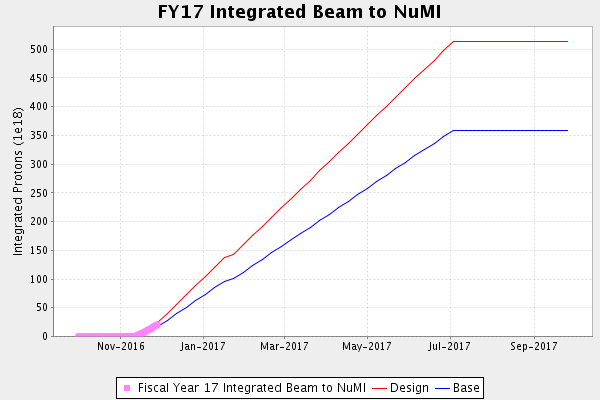 FY17 Integrated Beam to NuMI
Integrated Protons (1e18)
500
450
400
350
300
250
200
150
100
50
0
Nov-2016 Jan-2017 Mar-2017 May-2017 Jul-2017 Sep-2017
Fiscal Year 17 Integrated Beam to NuMI Design Base